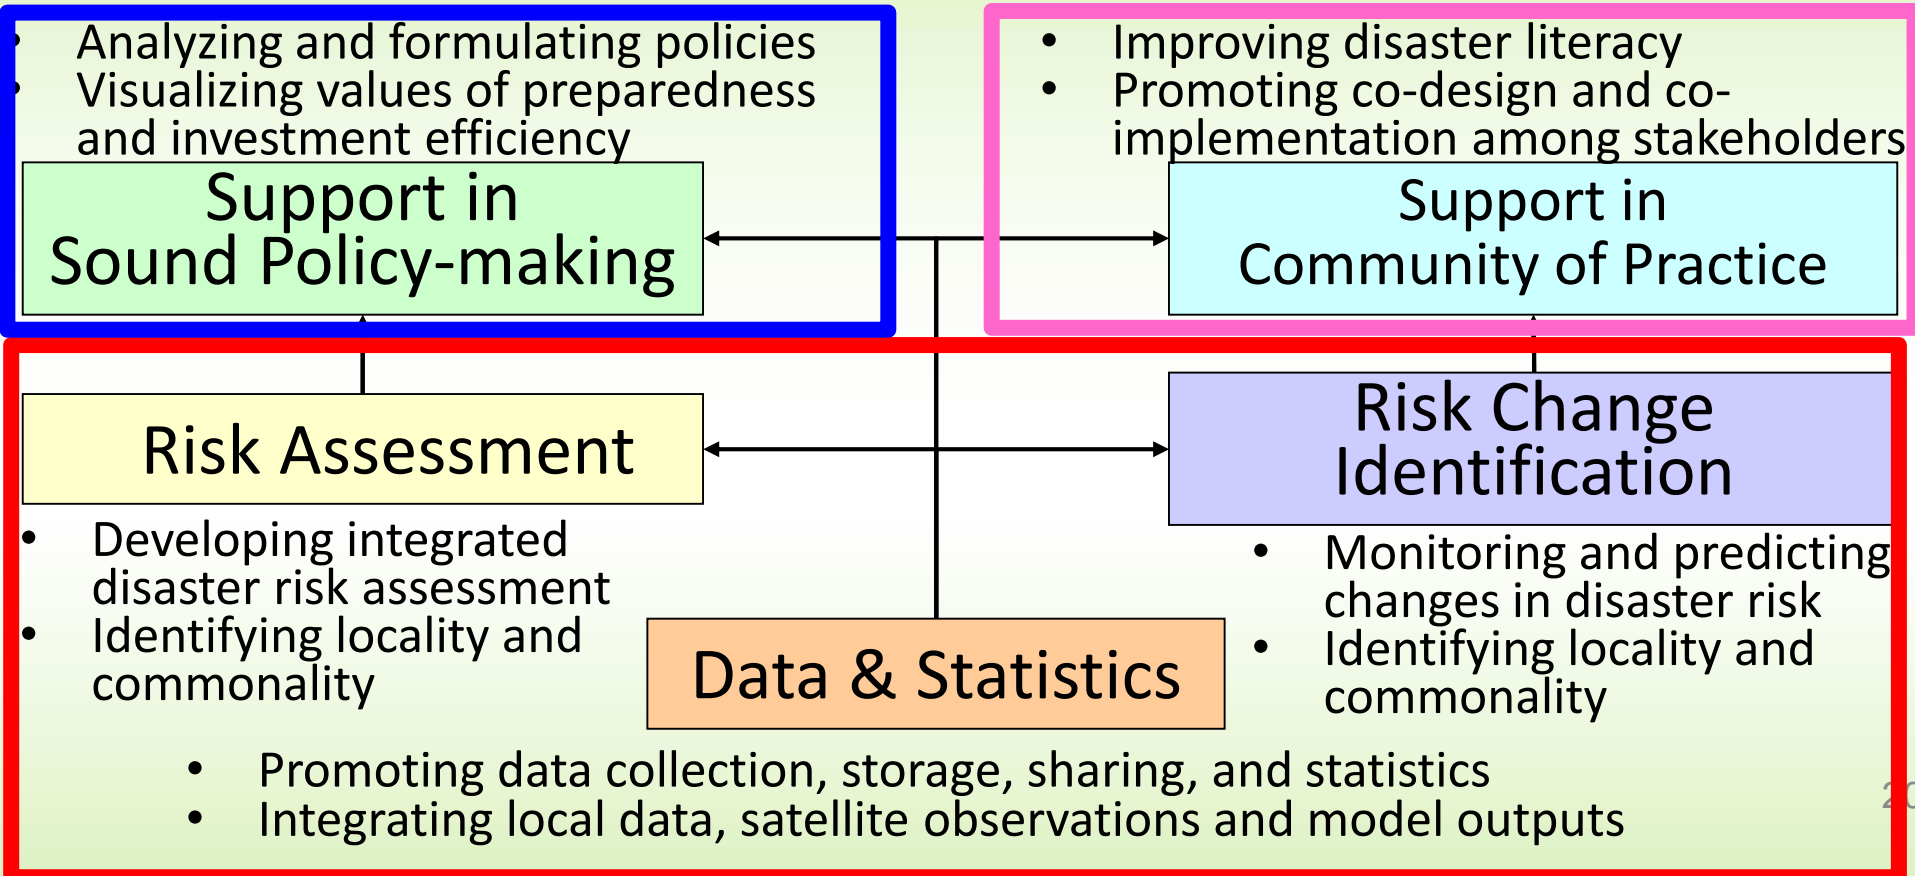 • Analyzing and formulating policies
• Visualizing values of preparedness
and investment efficiency
Support in
Sound Policy-making
• Improving disaster literacy
• Promoting co-design and co-
implementation among stakeholders
Support in
Community of Practice
Risk Assessment
• Developing integrated
disaster risk assessment
• Identifying locality and
commonality
Risk Change
Identification
• Monitoring and predicting
changes in disaster risk
• Identifying locality and
commonality
Data & Statistics
• Promoting data collection, storage, sharing, and statistics
• Integrating local data, satellite observations and model outputs